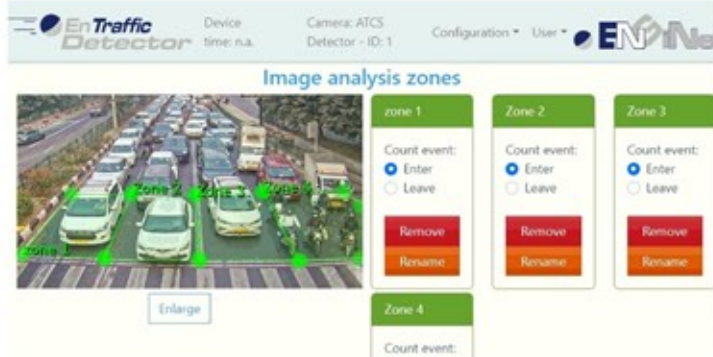 EnTraffic
Detector
Device
time: n.a.
Camera: ATCS
Detector - ID: 1
Configuration
User
Image analysis zones
zone 1
Zone 2
Zone 3
Zone 4
Enlarge
zone 1
Count event:
Enter
Leave
Remove
Rename
Zone 2
Count event:
Enter
Leave
Remove
Rename
Zone 3
Count event:
Enter
Leave
Remove
Rename
Zone 4
Count event: